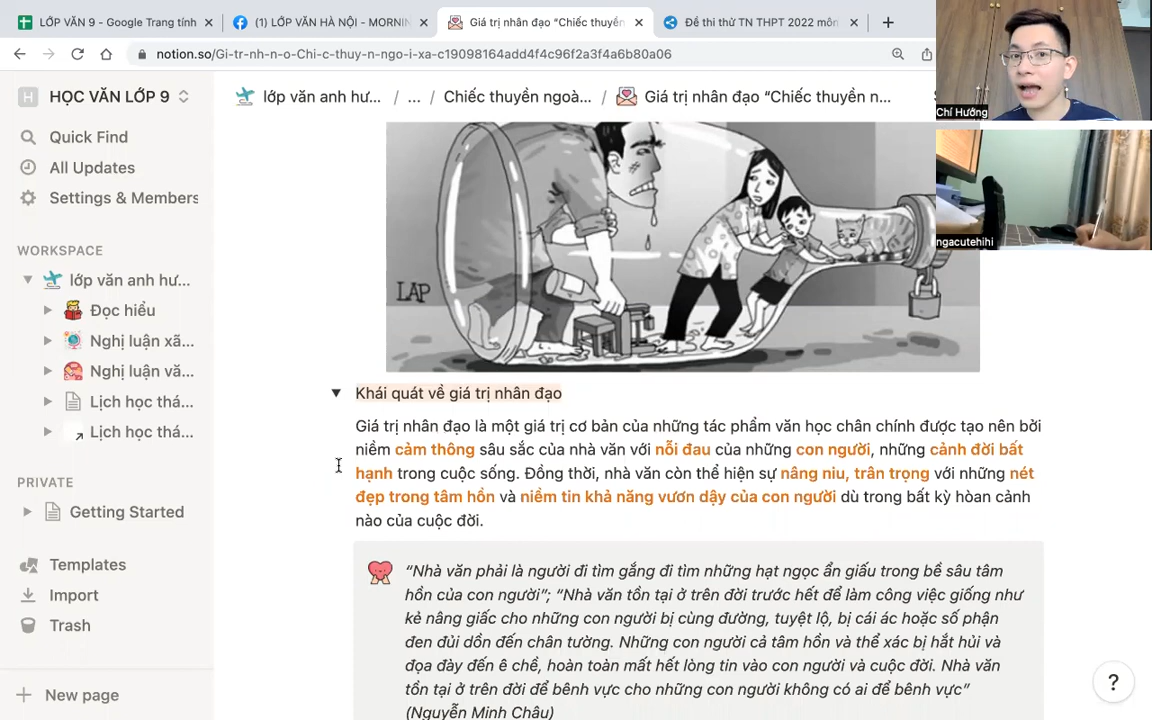 LỚP VĂN 9 - Google Trang tính
(1) LỚP VĂN HÀ NỘI - MORNIN
Giá trị nhân đạo "Chiếc thuyền
Đề thi thử TN THPT 2022 môn
notion.so/Gi-tr-nh-n-o-Chi-c-thuy-n-ngo-i-xa-c19098164add4f4c96f2a3f4a6b80a06
H HỌC VĂN LỚP 9
lớp văn anh hư... / ... / Chiếc thuyền ngoà... / Giá trị nhân đạo “Chiếc thuyền n...
Chí Hướng
Quick Find
All Updates
Settings & Members
ngacutehihi
WORKSPACE
lớp văn anh hư...
Đọc hiểu
Nghị luận xã...
Nghị luận vă...
Lịch học thá...
Lịch học thá...
PRIVATE
Getting Started
Templates
Import
Trash
New page
LAP
Khái quát về giá trị nhân đạo
Giá trị nhân đạo là một giá trị cơ bản của những tác phẩm văn học chân chính được tạo nên bởi
niềm cảm thông sâu sắc của nhà văn với nỗi đau của những con người, những cảnh đời bất
hạnh trong cuộc sống. Đồng thời, nhà văn còn thể hiện sự nâng niu, trân trọng với những nét
đẹp trong tâm hồn và niềm tin khả năng vươn dậy của con người dù trong bất kỳ hòan cảnh
nào của cuộc đời.
“Nhà văn phải là người đi tìm gắng đi tìm những hạt ngọc ẩn giấu trong bề sâu tâm
hồn của con người”; “Nhà văn tồn tại ở trên đời trước hết để làm công việc giống như
kẻ nâng giấc cho những con người bị cùng đường, tuyệt lộ, bị cái ác hoặc số phận
đen đủi dồn đến chân tường. Những con người cả tâm hồn và thể xác bị hắt hủi và
đọa đày đến ê chề, hoàn toàn mất hết lòng tin vào con người và cuộc đời. Nhà văn
tồn tại ở trên đời để bênh vực cho những con người không có ai để bênh vực”
(Nguyễn Minh Châu)
?